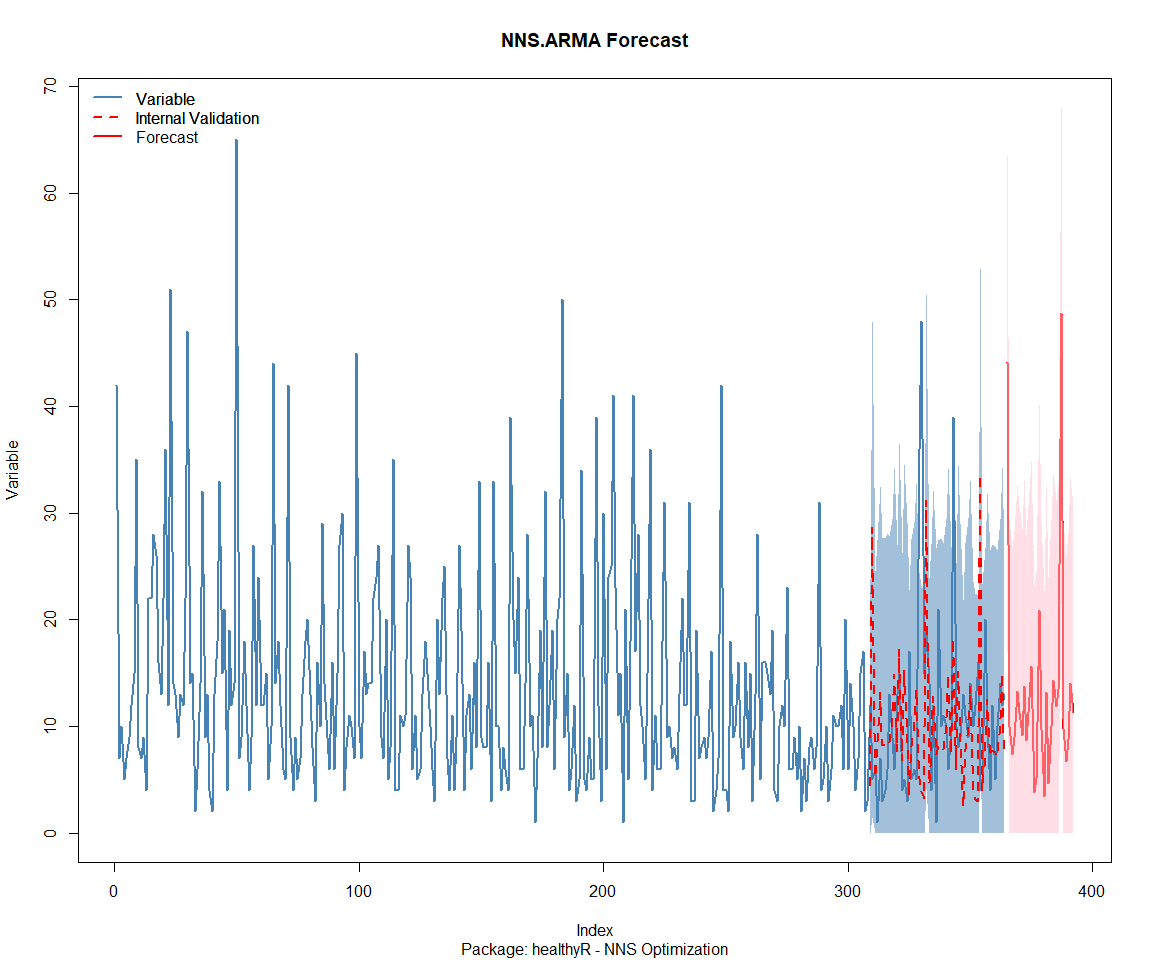 NNS.ARMA Forecast
Variable
Internal Validation
Forecast
Variable
70
60
50
40
30
20
10
0
0 100 200 300 400
Index
Package: healthyR - NNS Optimization